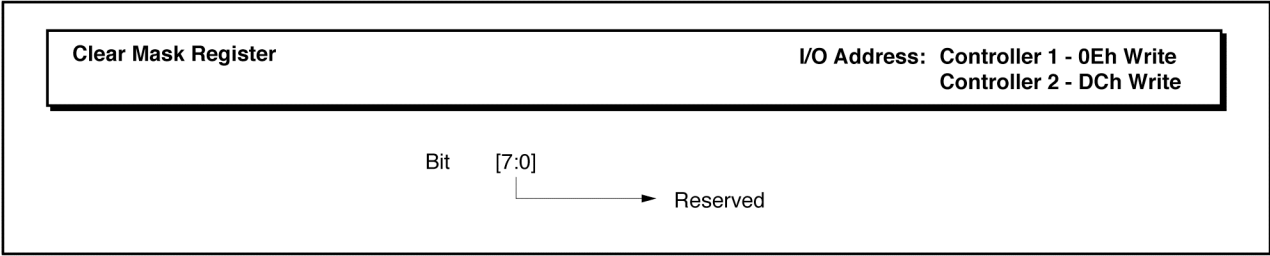 Clear Mask Register I/O Address: Controller 1 - 0Eh Write
Controller 2 - DCh Write
Bit [7:0]
Reserved